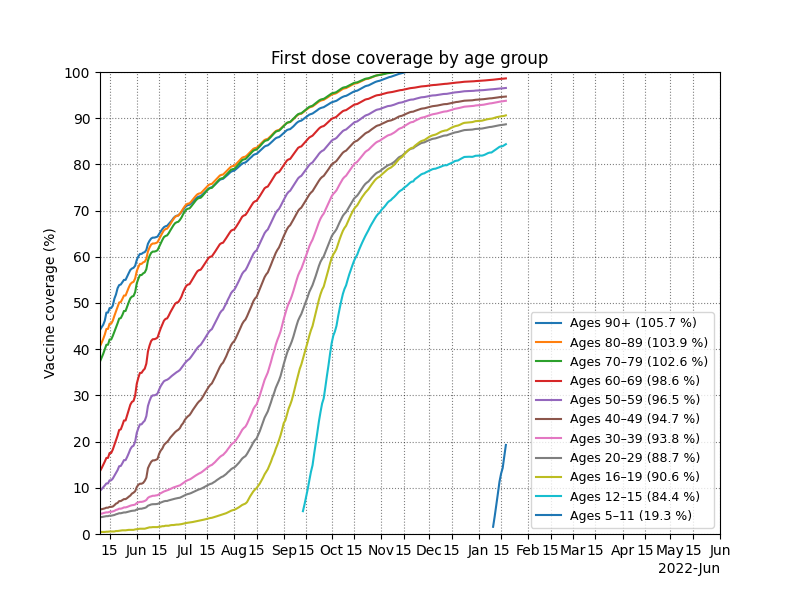 First dose coverage by age group
Vaccine coverage (%)
100
90
80
70
60
50
40
30
20
10
0
Ages 90+ (105.7 %)
Ages 80–89 (103.9 %)
Ages 70–79 (102.6 %)
Ages 60–69 (98.6 %)
Ages 50–59 (96.5 %)
Ages 40–49 (94.7 %)
Ages 30–39 (93.8 %)
Ages 20–29 (88.7 %)
Ages 16–19 (90.6 %)
Ages 12–15 (84.4 %)
Ages 5–11 (19.3 %)
15 Jun 15 Jul 15 Aug 15 Sep 15 Oct 15 Nov 15 Dec 15 Jan 15 Feb 15 Mar 15 Apr 15 May 15 Jun
2022-Jun